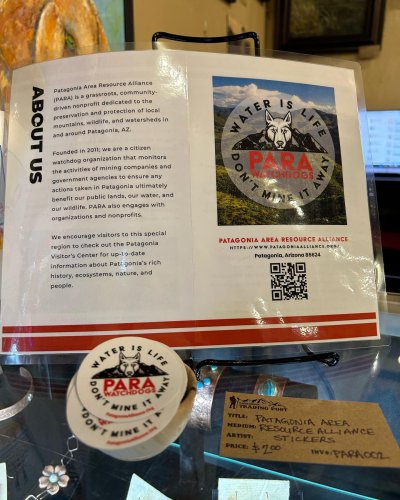 ABOUT US
Patagonia Area Resource Alliance
(PARA) is a grassroots, community-
driven nonprofit dedicated to the
preservation and protection of local
mountains, wildlife, and watersheds in
and around Patagonia, AZ.
Founded in 2011; we are a citizen
watchdog organization that monitors
the activities of mining companies and
government agencies to ensure any
actions taken in Patagonia ultimately
benefit our public lands, our water, and
our wildlife. PARA also engages with
organizations and nonprofits.
We encourage visitors to this special
region to check out the Patagonia
Visitor's Center for up-to-date
information about Patagonia's rich
history, ecosystems, nature, and
people.
WATER IS LIFE
PARA
WATCHDOGS
DON'T MINE IT AWAY
PATAGONIA AREA RESOURCE ALLIANCE
HTTPS://WWW.PATAGONIAALLIANCE.ORG/
Patagonia, Arizona 85624
WATER IS LIFE
PARA
WATCHDOGS
DON'T MINE IT AWAY
DON'T MINE IT A
TRADING POST
TITLE: PATAGONIA AREA
MEDIUM: RESOURCE ALLIANCE
ARTIST: STICKERS
PRICE: $7.00
INV#: PARA002